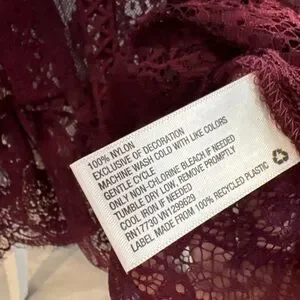 100% NYLON
EXCLUSIVE OF DECORATION
MACHINE WASH COLD WITH LIKE COLORS
GENTLE CYCLE
ONLY NON-CHLORINE BLEACH IF NEEDED
TUMBLE DRY LOW, REMOVE PROMPTLY
COOL IRON IF NEEDED
RN17730 VN1299629
LABEL MADE FROM 100% RECYCLED PLASTIC